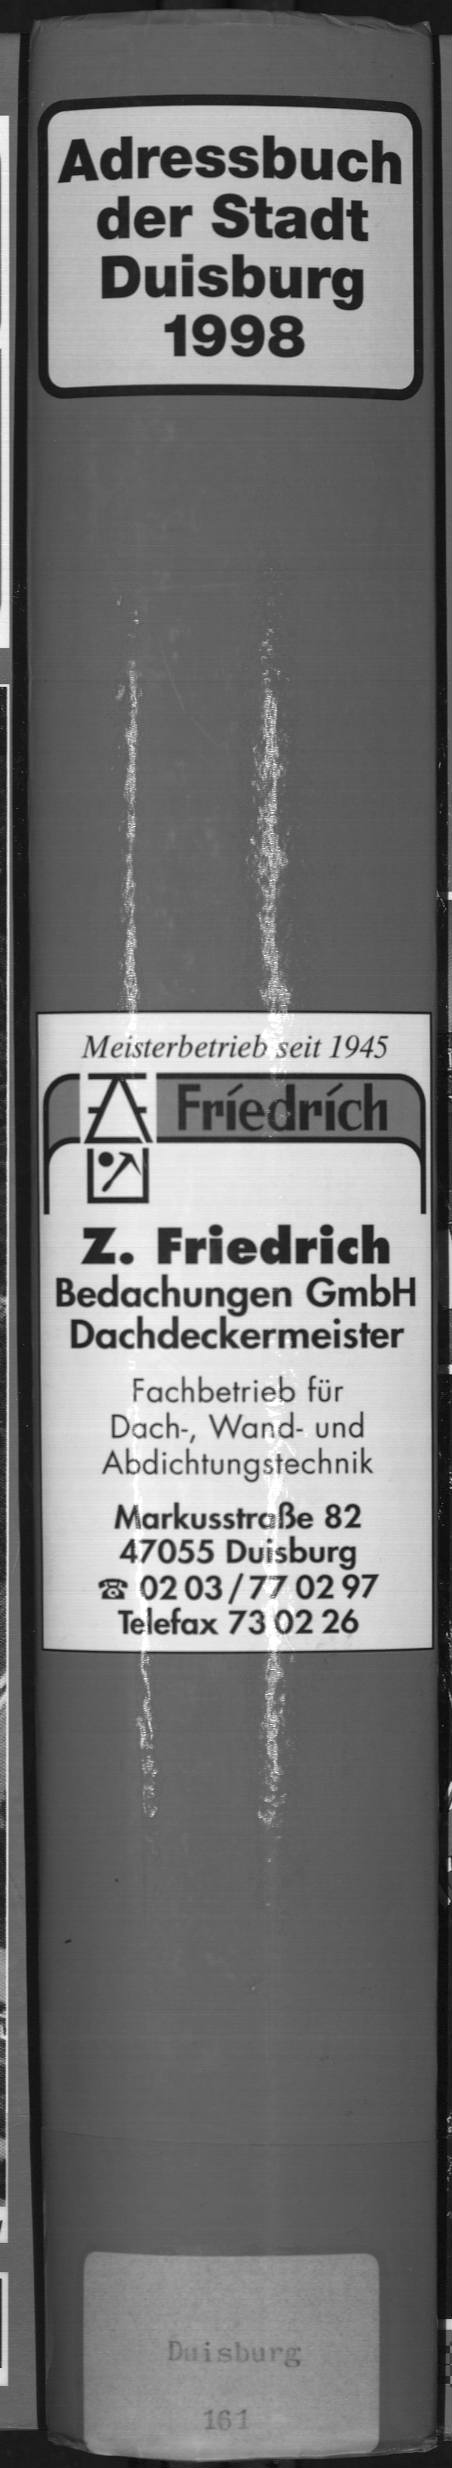 Adressbuch
der Stadt
Duisburg
1998
Meisterbetrieb seit 1945
Friedrich
Z. Friedrich
Bedachungen GmbH
Dachdeckermeister
Fachbetrieb für
Dach-, Wand- und
Abdichtungstechnik
Markusstraße 82
47055 Duisburg
☎ 02 03 / 77 02 97
Telefax 73 02 26
Duisburg
161